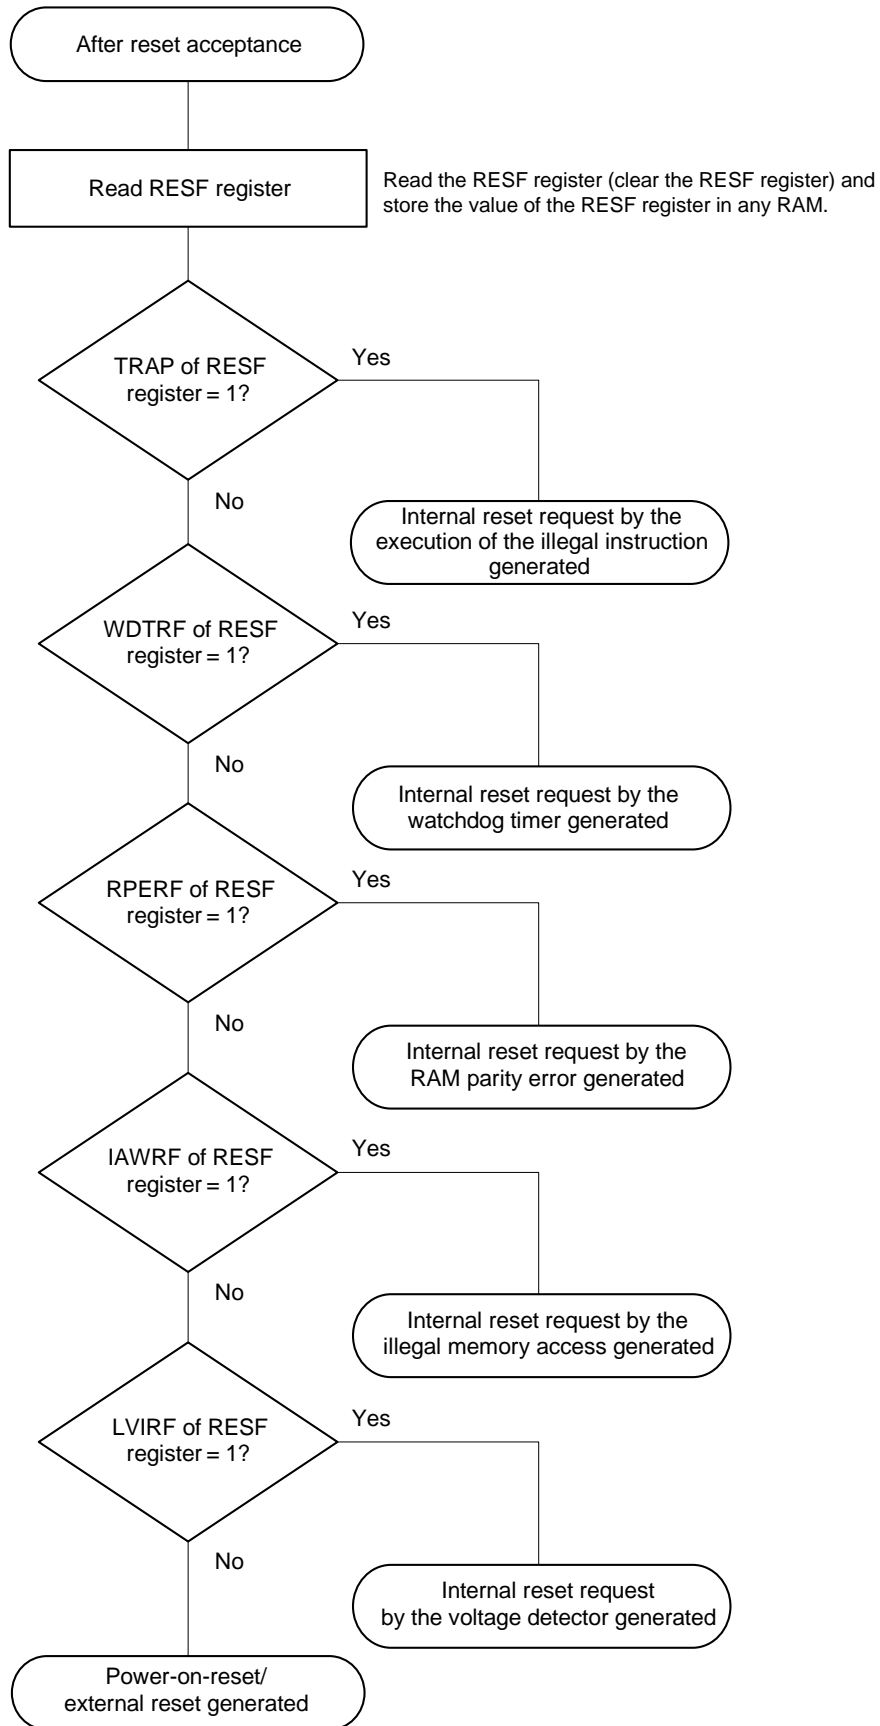 After reset acceptance
Read RESF register
Read the RESF register (clear the RESF register) and
store the value of the RESF register in any RAM.
TRAP of RESF
register = 1?
Yes
No
Internal reset request by the
execution of the illegal instruction
generated
WDTRF of RESF
register = 1?
Yes
No
Internal reset request by the
watchdog timer generated
RPERF of RESF
register = 1?
Yes
No
Internal reset request by the
RAM parity error generated
IAWRF of RESF
register = 1?
Yes
No
Internal reset request by the
illegal memory access generated
LVIRF of RESF
register = 1?
Yes
No
Internal reset request
by the voltage detector generated
Power-on-reset/
external reset generated